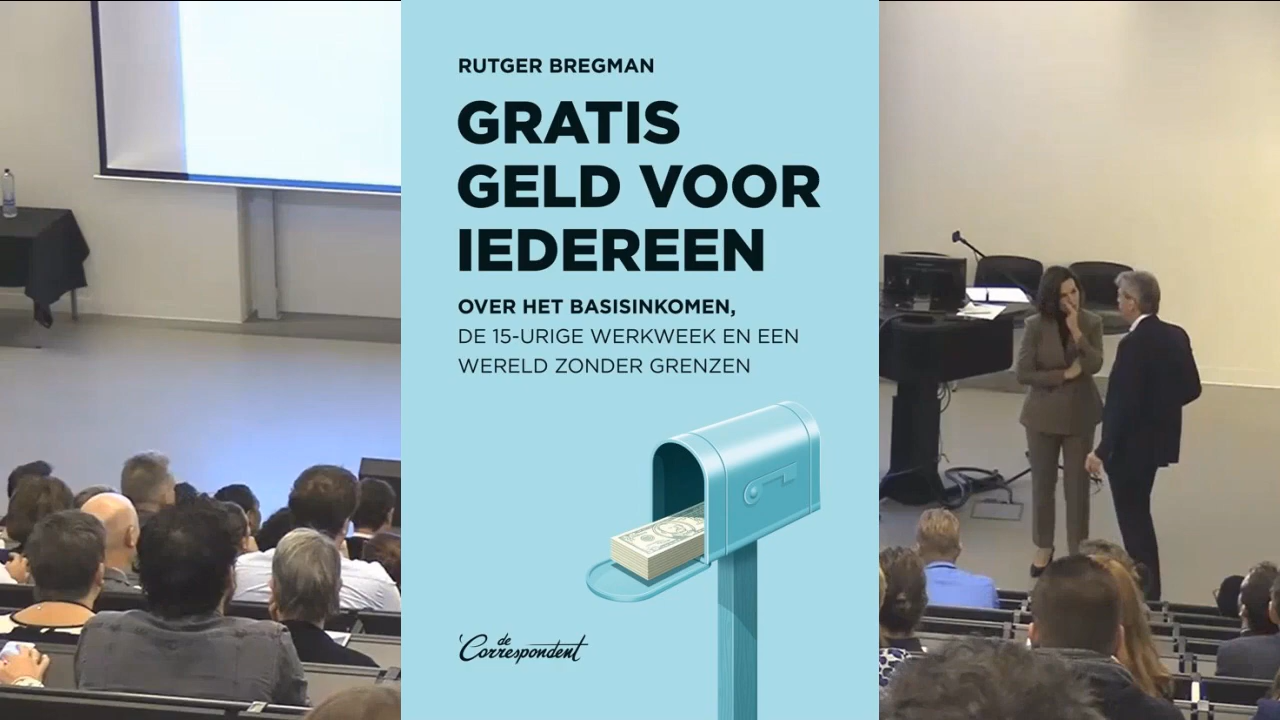 RUTGER BREGMAN
GRATIS
GELD VOOR
IEDEREEN
OVER HET BASISINKOMEN,
DE 15-URIGE WERKWEEK EN EEN
WERELD ZONDER GRENZEN
de
Correspondent